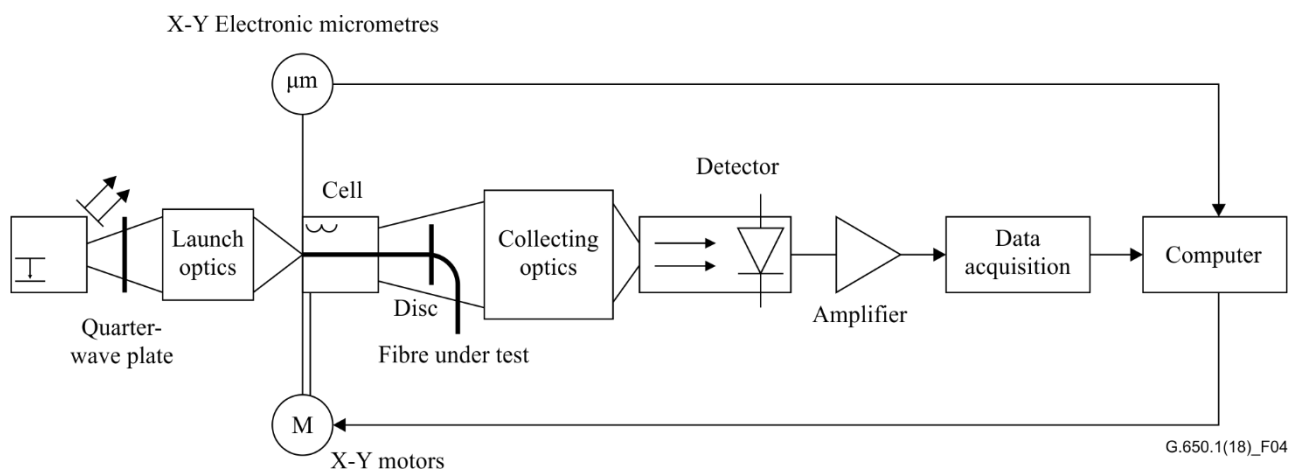 X-Y Electronic micrometres
μm
Detector
Cell
Launch
optics
Collecting
optics
Data
acquisition
Computer
Disc
Amplifier
Quarter-
wave plate
Fibre under test
M
X-Y motors
G.650.1(18)_F04